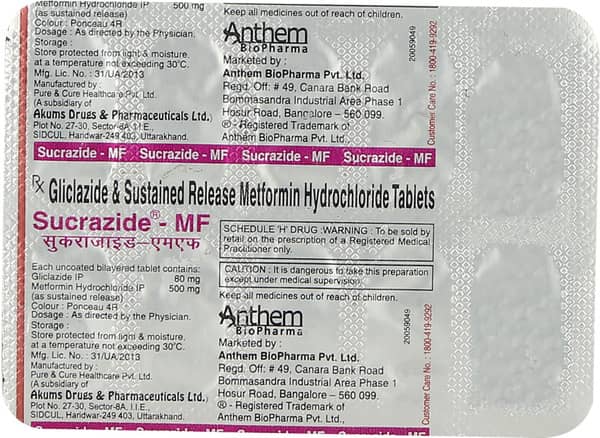 Metformin Hydrochloride IP 500 mg
(as sustained release)
Colour : Ponceau 4R
Dosage : As directed by the Physician.
Storage :
Store protected from light & moisture
at a temperature not exceeding 30°C.
Mfg. Lic. No. : 31/UA/2013
Manufactured by :
Pure & Cure Healthcare Pvt. Ltd.
(A subsidiary of
Akums Drugs & Pharmaceuticals Ltd.)
Plot No. 27-30, Sector-8A, I.I.E.,
SIDCUL, Haridwar-249 403, Uttarakhand.
Keep all medicines out of reach of children.
Anthem
BioPharma
Marketed by :
Anthem BioPharma Pvt. Ltd.
Regd. Off: # 49, Canara Bank Road
Bommasandra Industrial Area Phase 1
Hosur Road, Bangalore – 560 099.
® - Registered Trademark of
Anthem BioPharma Pvt. Ltd.,
20059049
Customer Care No. : 1800-419-9292
Sucrazide - MF Sucrazide - MF Sucrazide - MF Sucrazide - MF
Rx Gliclazide & Sustained Release Metformin Hydrochloride Tablets
Sucrazide® - MF
सुकराजाइड–एमएफ
SCHEDULE 'H' DRUG :WARNING : To be sold by
retail on the prescription of a Registered Medical
Practitioner only.
CAUTION : It is dangerous to take this preparation
except under medical supervision.
Each uncoated bilayered tablet contains:
Gliclazide IP 80 mg
Metformin Hydrochloride IP 500 mg
(as sustained release)
Colour : Ponceau 4R
Dosage : As directed by the Physician.
Storage :
Store protected from light & moisture.
at a temperature not exceeding 30°C.
Mfg. Lic. No. : 31/UA/2013
Manufactured by :
Pure & Cure Healthcare Pvt. Ltd.
(A subsidiary of
Akums Drugs & Pharmaceuticals Ltd.)
Plot No. 27-30, Sector-8A, I.I.E.,
SIDCUL, Haridwar-249 403, Uttarakhand.
Keep all medicines out of reach of children.
Anthem
BioPharma
Marketed by :
Anthem BioPharma Pvt. Ltd.
Regd. Off: # 49, Canara Bank Road
Bommasandra Industrial Area Phase 1
Hosur Road, Bangalore – 560 099.
® - Registered Trademark of
Anthem BioPharma Pvt. Ltd.,
20059049
Customer Care No. : 1800-419-9292
Sucrazide - MF Sucrazide - MF Sucrazide - MF Sucrazide - MF